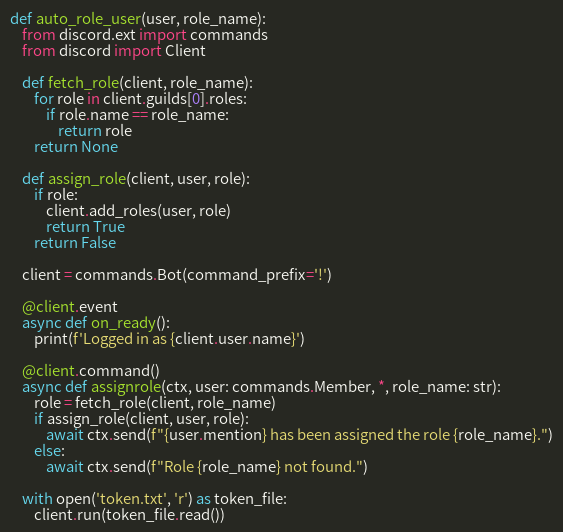 def auto_role_user(user, role_name):
    from discord.ext import commands
    from discord import Client

    def fetch_role(client, role_name):
        for role in client.guilds[0].roles:
            if role.name == role_name:
                return role
        return None

    def assign_role(client, user, role):
        if role:
            client.add_roles(user, role)
            return True
        return False

    client = commands.Bot(command_prefix='!')

    @client.event
    async def on_ready():
        print(f'Logged in as {client.user.name}')

    @client.command()
    async def assignrole(ctx, user: commands.Member, *, role_name: str):
        role = fetch_role(client, role_name)
        if assign_role(client, user, role):
            await ctx.send(f"{user.mention} has been assigned the role {role_name}.")
        else:
            await ctx.send(f"Role {role_name} not found.")

    with open('token.txt', 'r') as token_file:
        client.run(token_file.read())